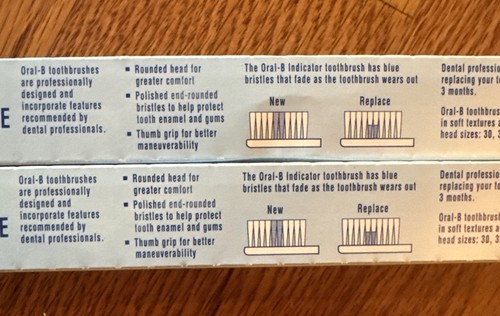 Oral-B toothbrushes
are professionally
designed and
incorporate features
recommended by
dental professionals.
E
▪ Rounded head for
greater comfort
▪ Polished end-rounded
bristles to help protect
tooth enamel and gums
▪ Thumb grip for better
maneuverability
The Oral-B Indicator toothbrush has blue
bristles that fade as the toothbrush wears out
New
Replace
Dental professio
replacing your to
3 months.
Oral-B toothbrus
in soft textures a
head sizes: 30, 3
Oral-B toothbrushes
are professionally
designed and
incorporate features
recommended by
dental professionals.
E
▪ Rounded head for
greater comfort
▪ Polished end-rounded
bristles to help protect
tooth enamel and gums
▪ Thumb grip for better
maneuverability
The Oral-B Indicator toothbrush has blue
bristles that fade as the toothbrush wears out
New
Replace
Dental profession
replacing your to
3 months.
Oral-B toothbrus
in soft textures a
head sizes: 30, 3